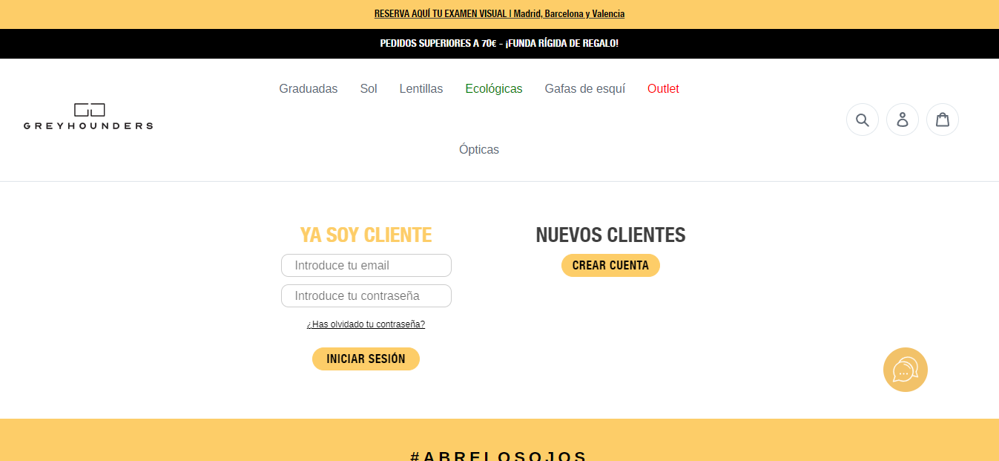 RESERVA AQUÍ TU EXAMEN VISUAL | Madrid, Barcelona y Valencia
PEDIDOS SUPERIORES A 70€ - ¡FUNDA RÍGIDA DE REGALO!
Graduadas Sol Lentillas Ecológicas Gafas de esquí Outlet
GREYHOUNDERS
Ópticas
YA SOY CLIENTE
Introduce tu email
Introduce tu contraseña
¿Has olvidado tu contraseña?
INICIAR SESIÓN
NUEVOS CLIENTES
CREAR CUENTA
#ABRELOSOJOS